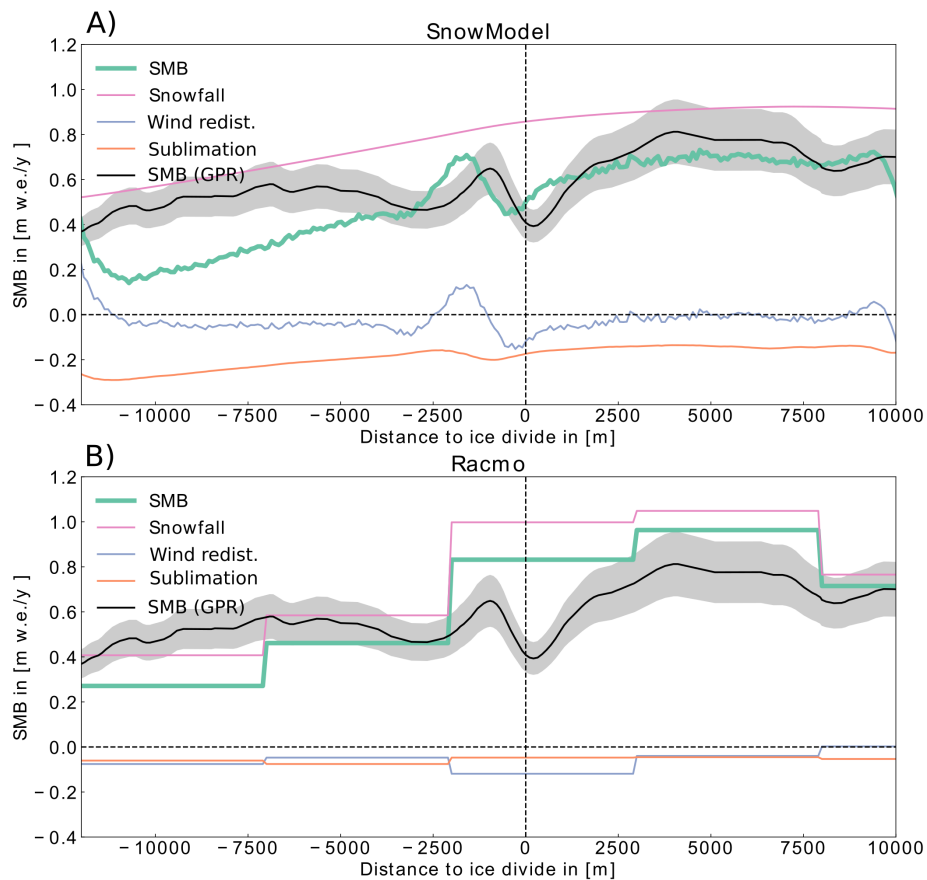 A)
SnowModel
1.2
1.0
0.8
0.6
0.4
0.2
0.0
−0.2
−0.4
SMB in [m w.e./y ]
SMB
Snowfall
Wind redist.
Sublimation
SMB (GPR)
−10000 −7500 −5000 −2500 0 2500 5000 7500 10000
Distance to ice divide in [m]
B)
Racmo
1.2
1.0
0.8
0.6
0.4
0.2
0.0
−0.2
−0.4
SMB in [m w.e./y ]
SMB
Snowfall
Wind redist.
Sublimation
SMB (GPR)
−10000 −7500 −5000 −2500 0 2500 5000 7500 10000
Distance to ice divide in [m]